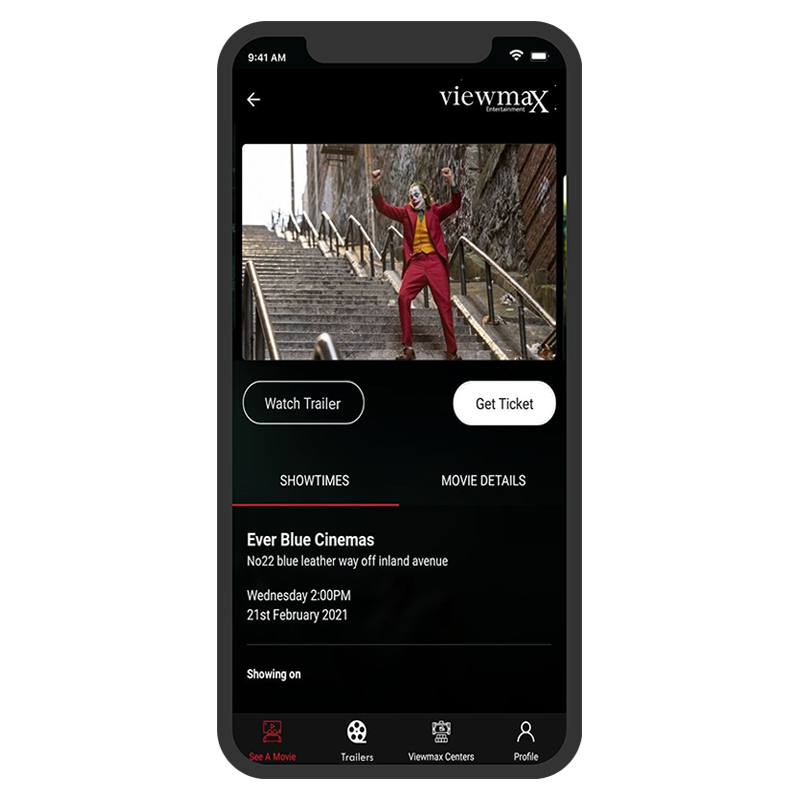 9:41 AM
viewmax
Entertainment
Watch Trailer
Get Ticket
SHOWTIMES
MOVIE DETAILS
Ever Blue Cinemas
No22 blue leather way off inland avenue
Wednesday 2:00PM
21st February 2021
Showing on
See A Movie
Trailers
Viewmax Centers
Profile